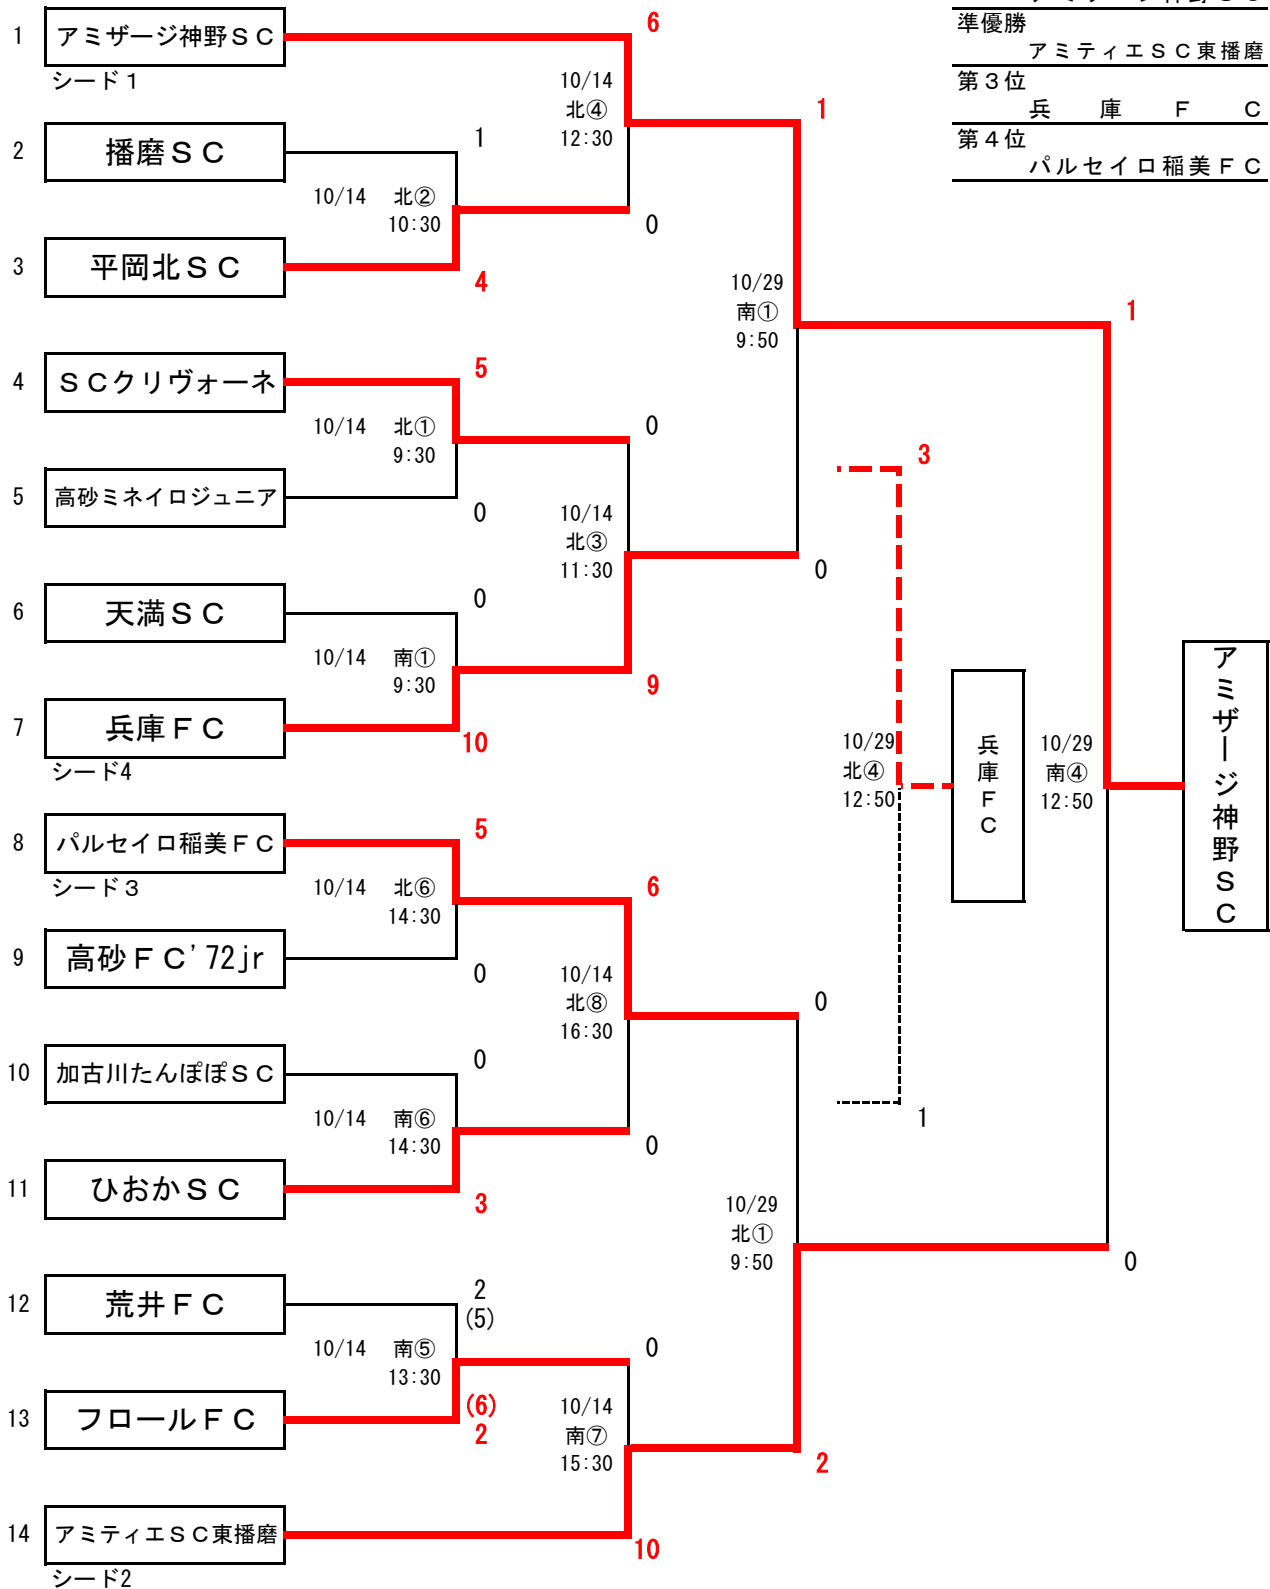 準優勝
アミティエＳＣ東播磨
第３位
兵庫ＦＣ
第４位
パルセイロ稲美ＦＣ
1 アミザージ神野ＳＣ
シード１
6
10/14
北④
12:30
1
2 播磨ＳＣ
1
10/14 北②
10:30
0
3 平岡北ＳＣ
4
10/29
南①
9:50
1
4 ＳＣクリヴォーネ
5
10/14 北①
9:30
0
3
5 高砂ミネイロジュニア
0
10/14
北③
11:30
0
6 天満ＳＣ
0
10/14 南①
9:30
9
7 兵庫ＦＣ
シード4
10
10/29
北④
12:50
兵庫ＦＣ
10/29
南④
12:50
アミザージ神野ＳＣ
8 パルセイロ稲美ＦＣ
シード３
5
10/14 北⑥
14:30
6
9 高砂ＦＣ'72jr
0
10/14
北⑧
16:30
0
10 加古川たんぽぽＳＣ
0
10/14 南⑥
14:30
0
1
11 ひおかＳＣ
3
10/29
北①
9:50
0
12 荒井ＦＣ
2
(5)
10/14 南⑤
13:30
0
13 フロールＦＣ
(6)
2
10/14
南⑦
15:30
2
14 アミティエＳＣ東播磨
シード2
10